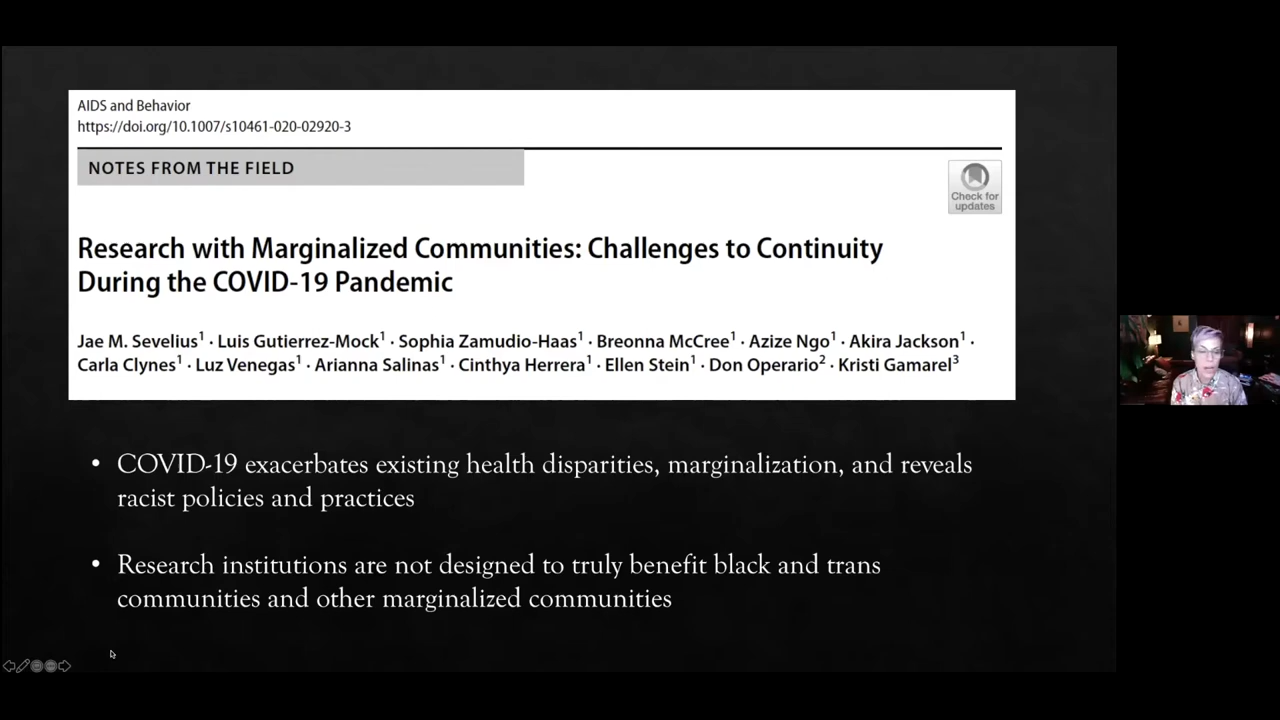 AIDS and Behavior
https://doi.org/10.1007/s10461-020-02920-3
NOTES FROM THE FIELD
Check for
updates
Research with Marginalized Communities: Challenges to Continuity
During the COVID-19 Pandemic
Jae M. Sevelius1 · Luis Gutierrez-Mock1 · Sophia Zamudio-Haas1 · Breonna McCree1 · Azize Ngo1 · Akira Jackson1 ·
Carla Clynes1 · Luz Venegas1 · Arianna Salinas1 · Cinthya Herrera1 · Ellen Stein1 · Don Operario2 · Kristi Gamarel3
• COVID-19 exacerbates existing health disparities, marginalization, and reveals
racist policies and practices
• Research institutions are not designed to truly benefit black and trans
communities and other marginalized communities